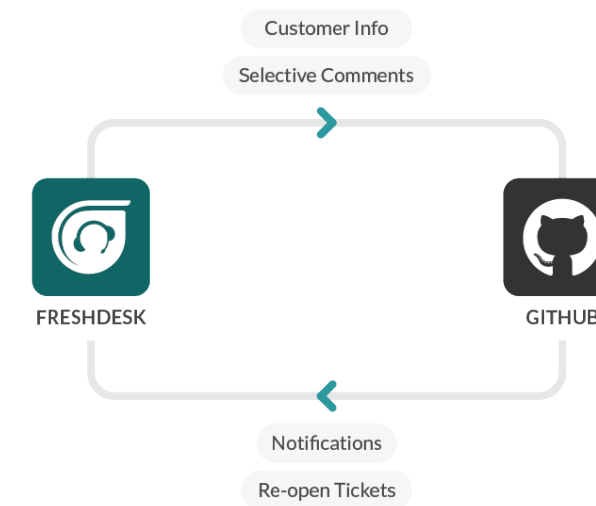 Customer Info
Selective Comments
FRESHDESK
GITHUB
Notifications
Re-open Tickets